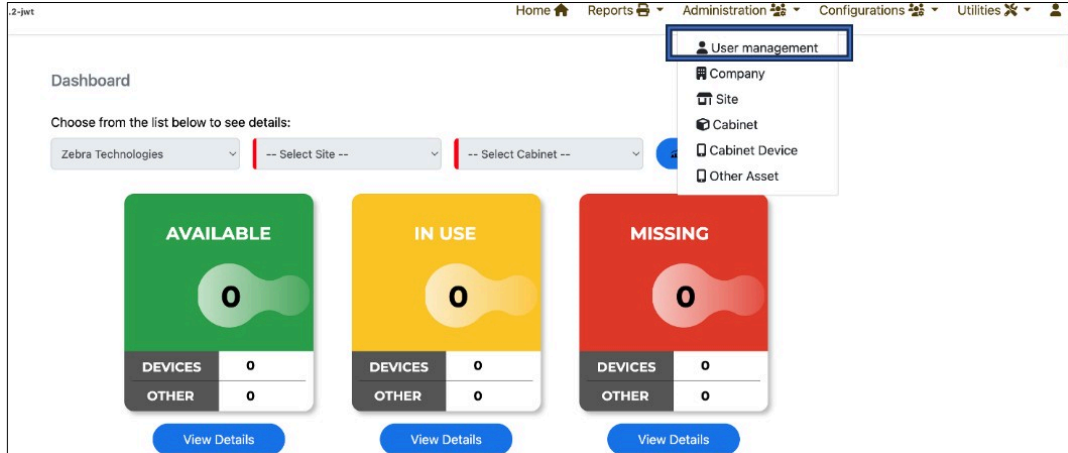 .2-jwt
Home Reports Administration Configurations Utilities
User management
Company
Site
Cabinet
Cabinet Device
Other Asset
Dashboard
Choose from the list below to see details:
Zebra Technologies -- Select Site -- -- Select Cabinet --
AVAILABLE IN USE MISSING
0 0 0
DEVICES 0 DEVICES 0 DEVICES 0
OTHER 0 OTHER 0 OTHER 0
View Details View Details View Details